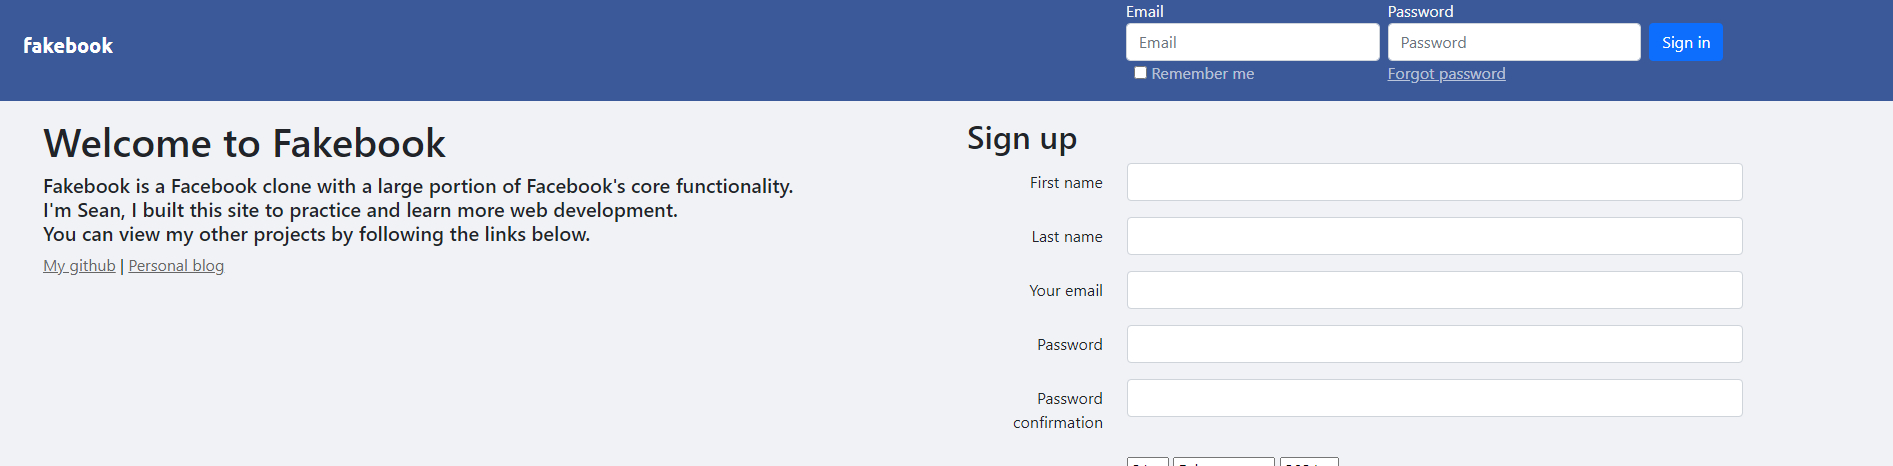 fakebook
Email
Password
Email
Password
Sign in
Remember me
Forgot password
Welcome to Fakebook
Fakebook is a Facebook clone with a large portion of Facebook's core functionality.
I'm Sean, I built this site to practice and learn more web development.
You can view my other projects by following the links below.
My github | Personal blog
Sign up
First name
Last name
Your email
Password
Password
confirmation